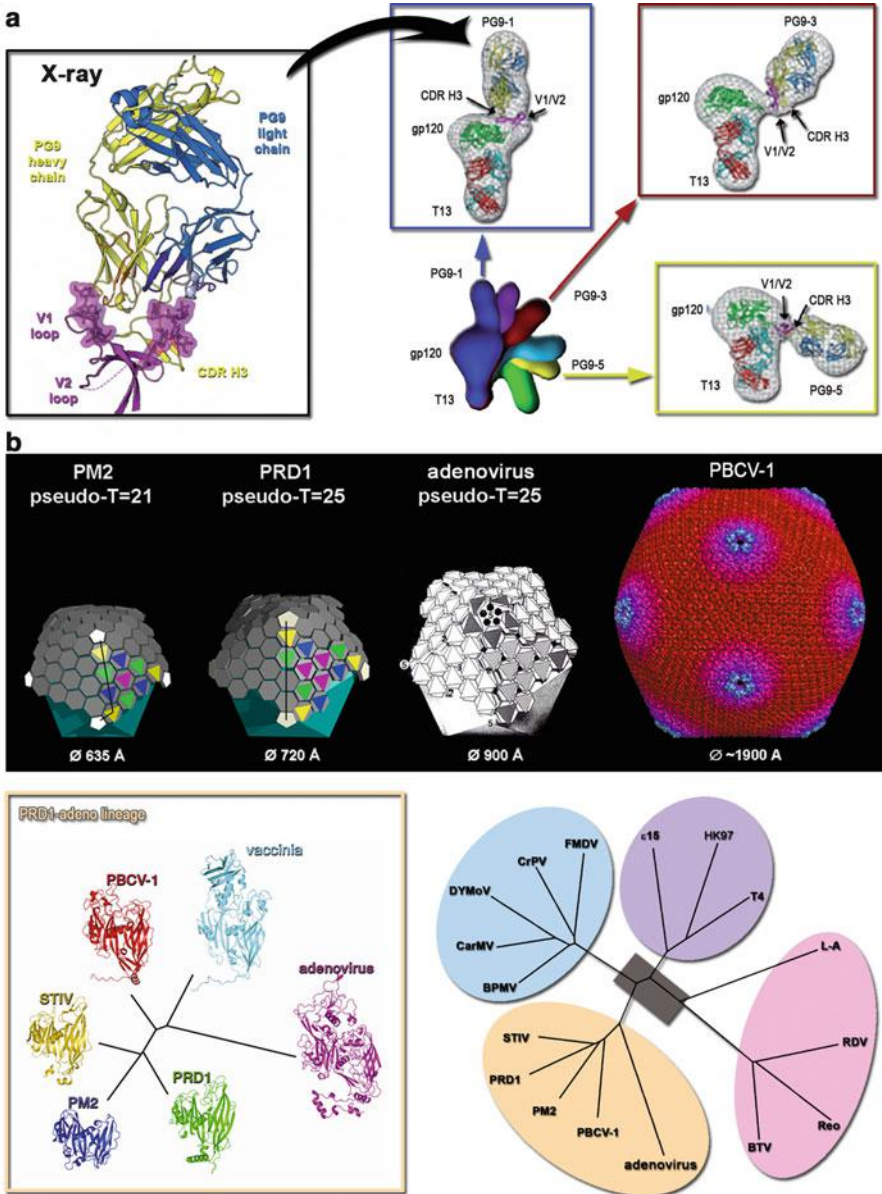 a
X-ray
PG9
heavy
chain
PG9
light
chain
V1
loop
V2
loop
CDR H3
PG9-1
CDR H3
V1/V2
gp120
T13
PG9-3
gp120
CDR H3
V1/V2
T13
PG9-1
PG9-3
gp120
PG9-5
T13
V1/V2
gp120
CDR H3
T13
PG9-5
b
PM2
pseudo-T=21
PRD1
pseudo-T=25
adenovirus
pseudo-T=25
PBCV-1
5
2
5
Ø 635 Å
Ø 720 Å
Ø 900 Å
Ø ~1900 A
PRD1-adeno lineage
vaccinia
PBCV-1
adenovirus
STIV
PRD1
PM2
FMDV
CrPV
DYMoV
CarMV
BPMV
ε15
HK97
T4
L-A
RDV
Reo
BTV
STIV
PRD1
PM2
PBCV-1
adenovirus